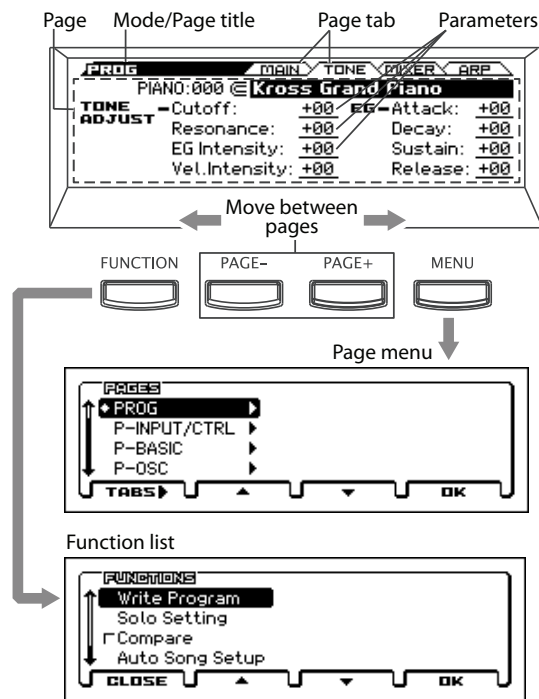 Page Mode/Page title Page tab Parameters
PROG MAIN TONE MIXER ARP
PIANO:000 Kross Grand Piano
TONE ADJUST Cutoff: +00 EG Attack: +00
Resonance: +00 Decay: +00
EG Intensity: +00 Sustain: +00
Vel.Intensity: +00 Release: +00
Move between
pages
FUNCTION PAGE- PAGE+ MENU
Page menu
PAGES
PROG
P-INPUT/CTRL
P-BASIC
P-OSC
TABS OK
Function list
FUNCTIONS
Write Program
Solo Setting
Compare
Auto Song Setup
CLOSE OK